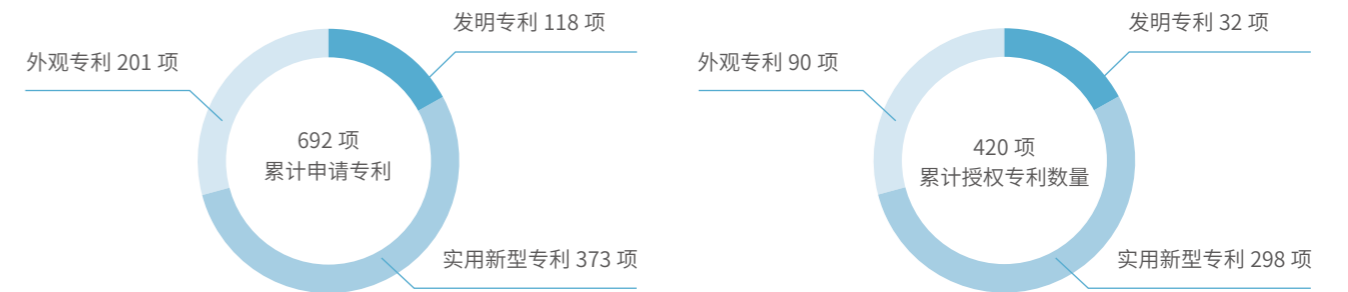 发明专利 118 项
外观专利 201 项
692 项
累计申请专利
实用新型专利 373 项
发明专利 32 项
外观专利 90 项
420 项
累计授权专利数量
实用新型专利 298 项